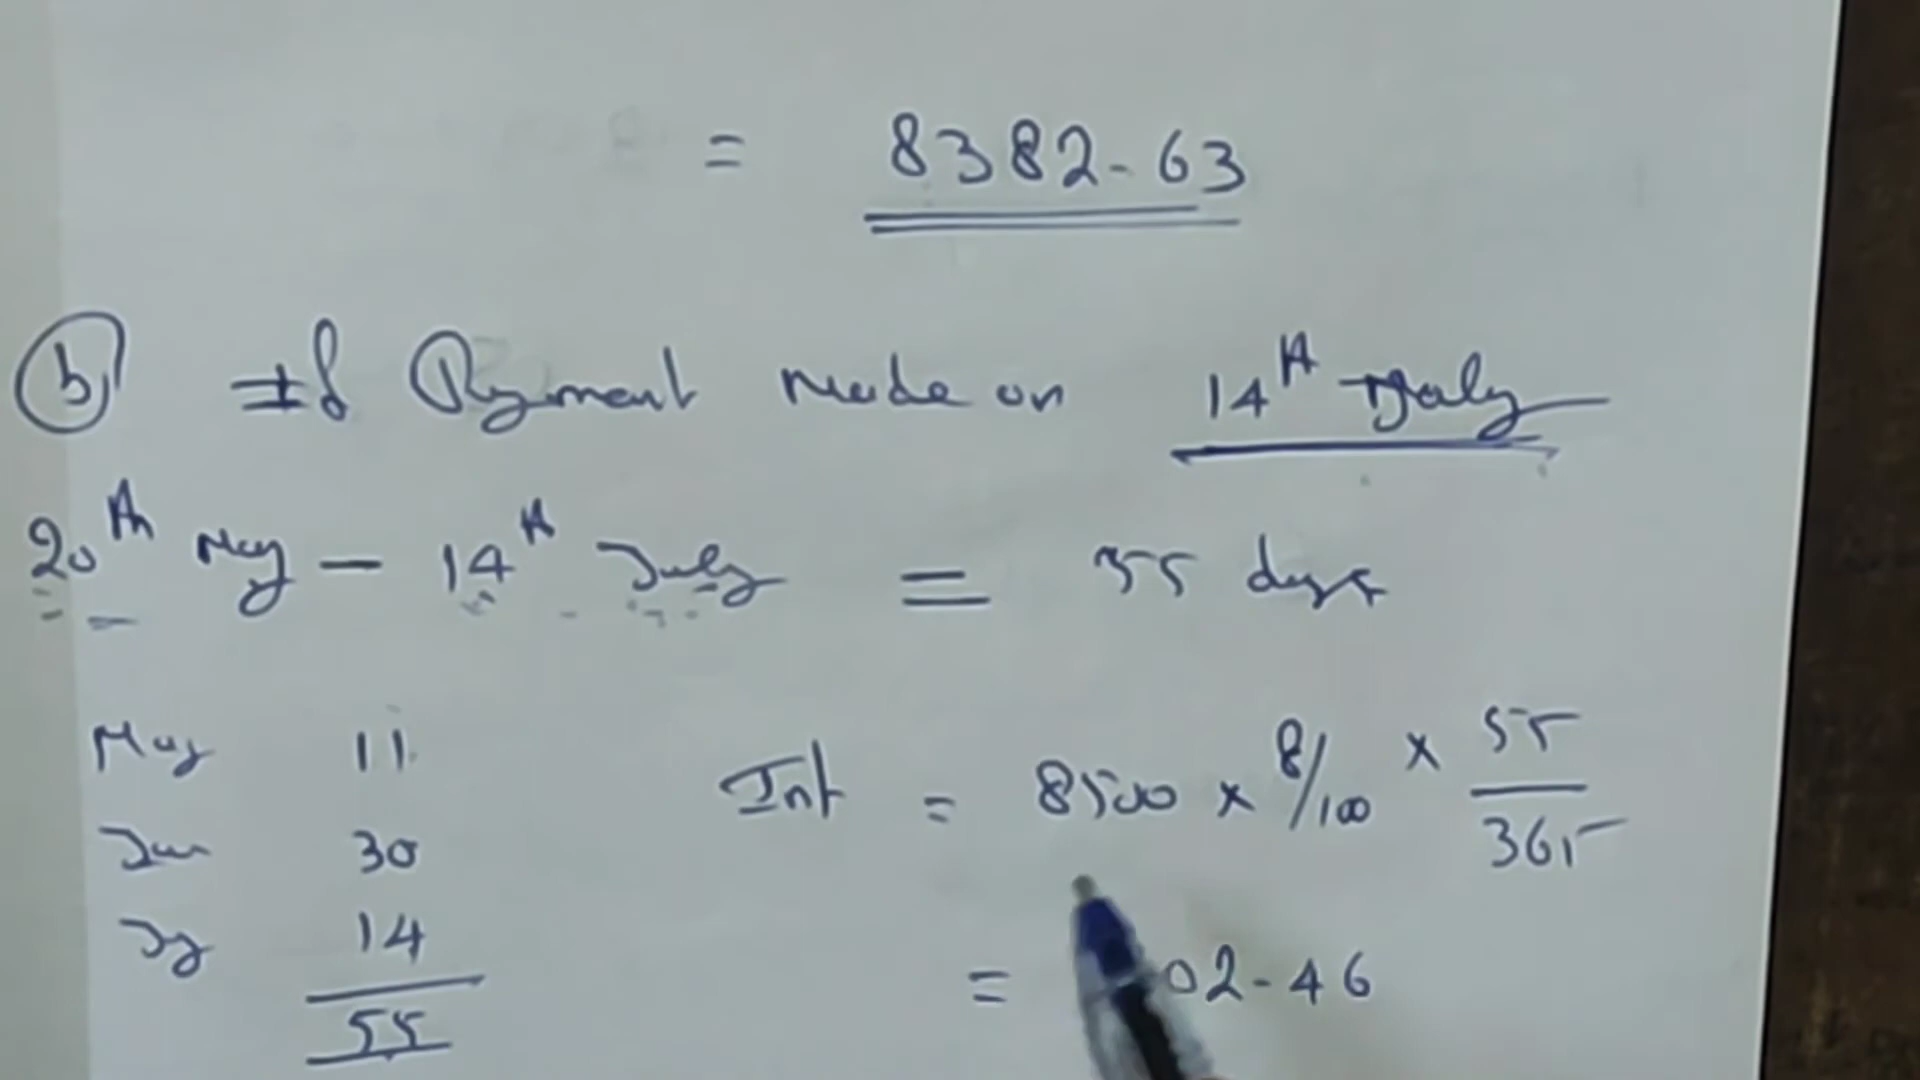 = 8382-63
b) If Payment made on 14th July
20th May - 14th July = 55 days
May 11
Jun 30
Jy 14
55
Int = 8500 x 8/100 x 55/365
= 02-46